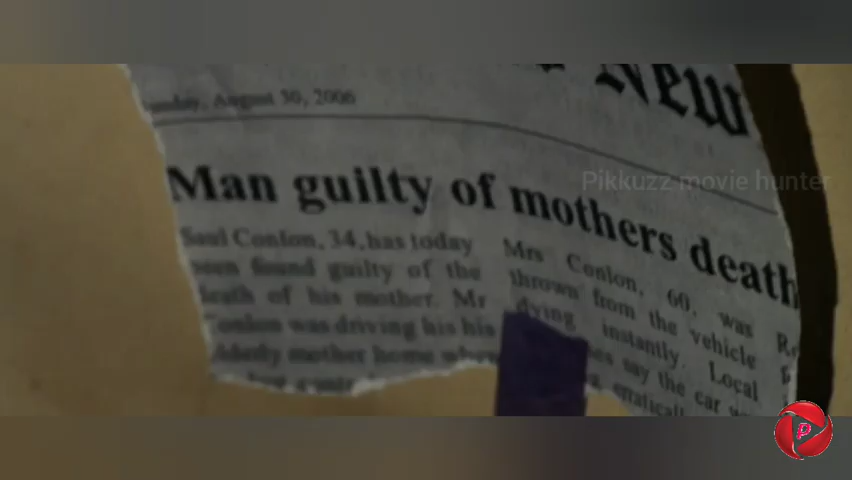 New
August 30, 2006
Pikkuzz movie hunter
Man guilty of mothers death
Saul Conlon, 34, has today
been found guilty of the
death of his mother. Mr
Conlon was driving his his
elderly mother home when
Mrs Conlon, 60, was
thrown from the vehicle
dying instantly. Local
say the car
erratically
P